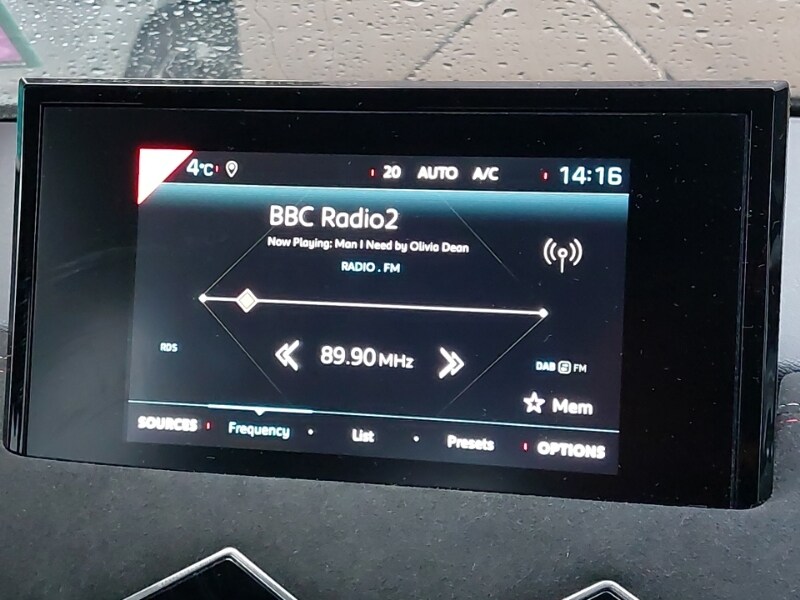 4°C 20 AUTO A/C 14:16
BBC Radio2
Now Playing: Man I Need by Olivia Dean
RADIO . FM
RDS
89.90 MHz
DAB FM
Mem
SOURCES Frequency List Presets OPTIONS